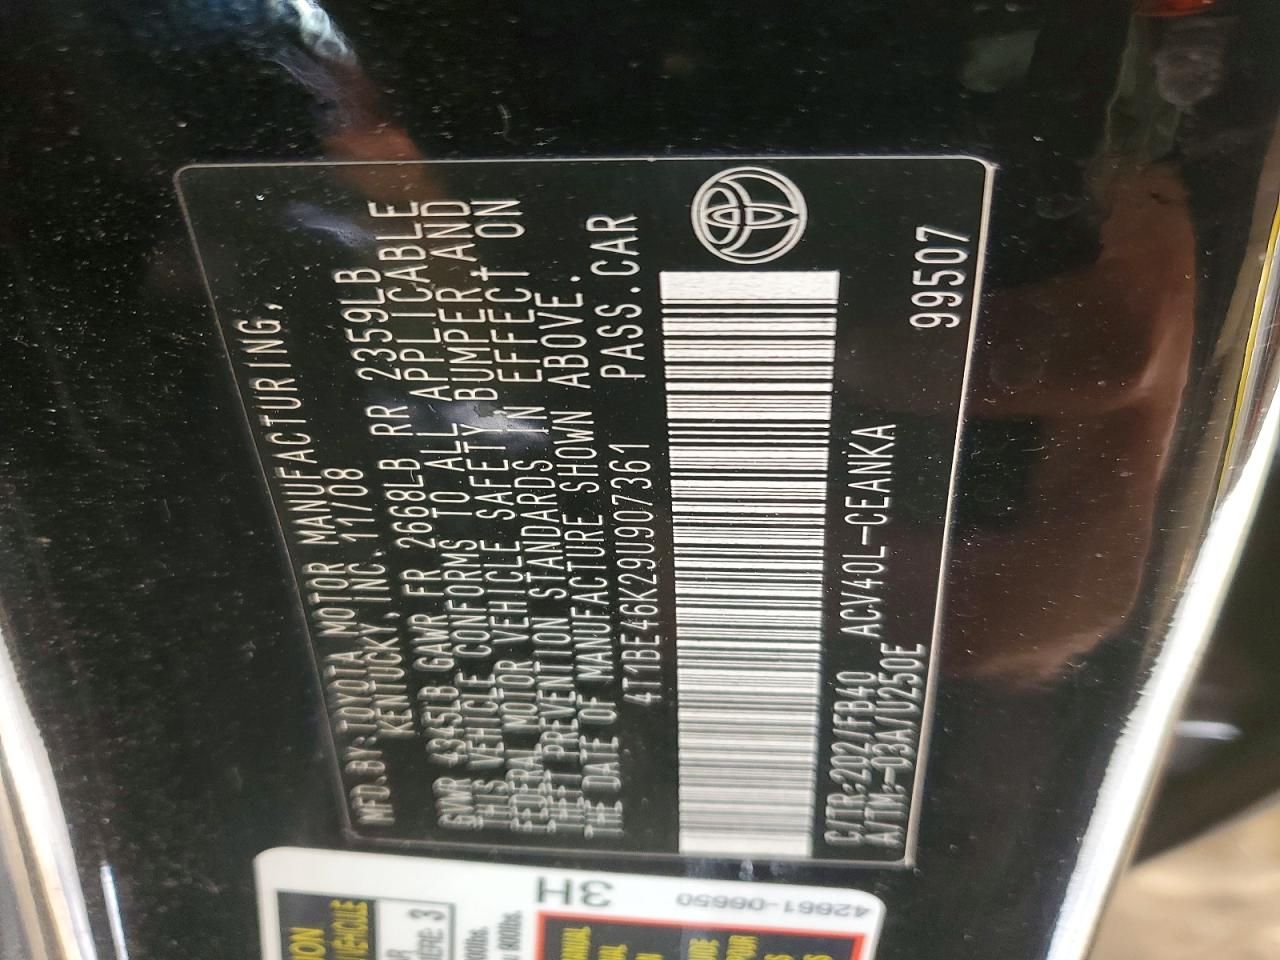 MFD.BY:TOYOTA MOTOR MANUFACTURING,
KENTUCKY, INC. 11/08
GVWR 4345LB GAWR FR 2668LB RR 2359LB
THIS VEHICLE CONFORMS TO ALL APPLICABLE
FEDERAL MOTOR VEHICLE SAFETY, BUMPER, AND
THEFT PREVENTION STANDARDS IN EFFECT ON
THE DATE OF MANUFACTURE SHOWN ABOVE.
4T1BE46K29U907361 PASS.CAR
C/TR:202/FB40 ACV40L-CEANKA
A/TM:-03A/U250E 99507
3H
42661-06650
3